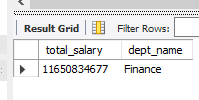 Result Grid Filter Rows:
total_salary dept_name
11650834677 Finance